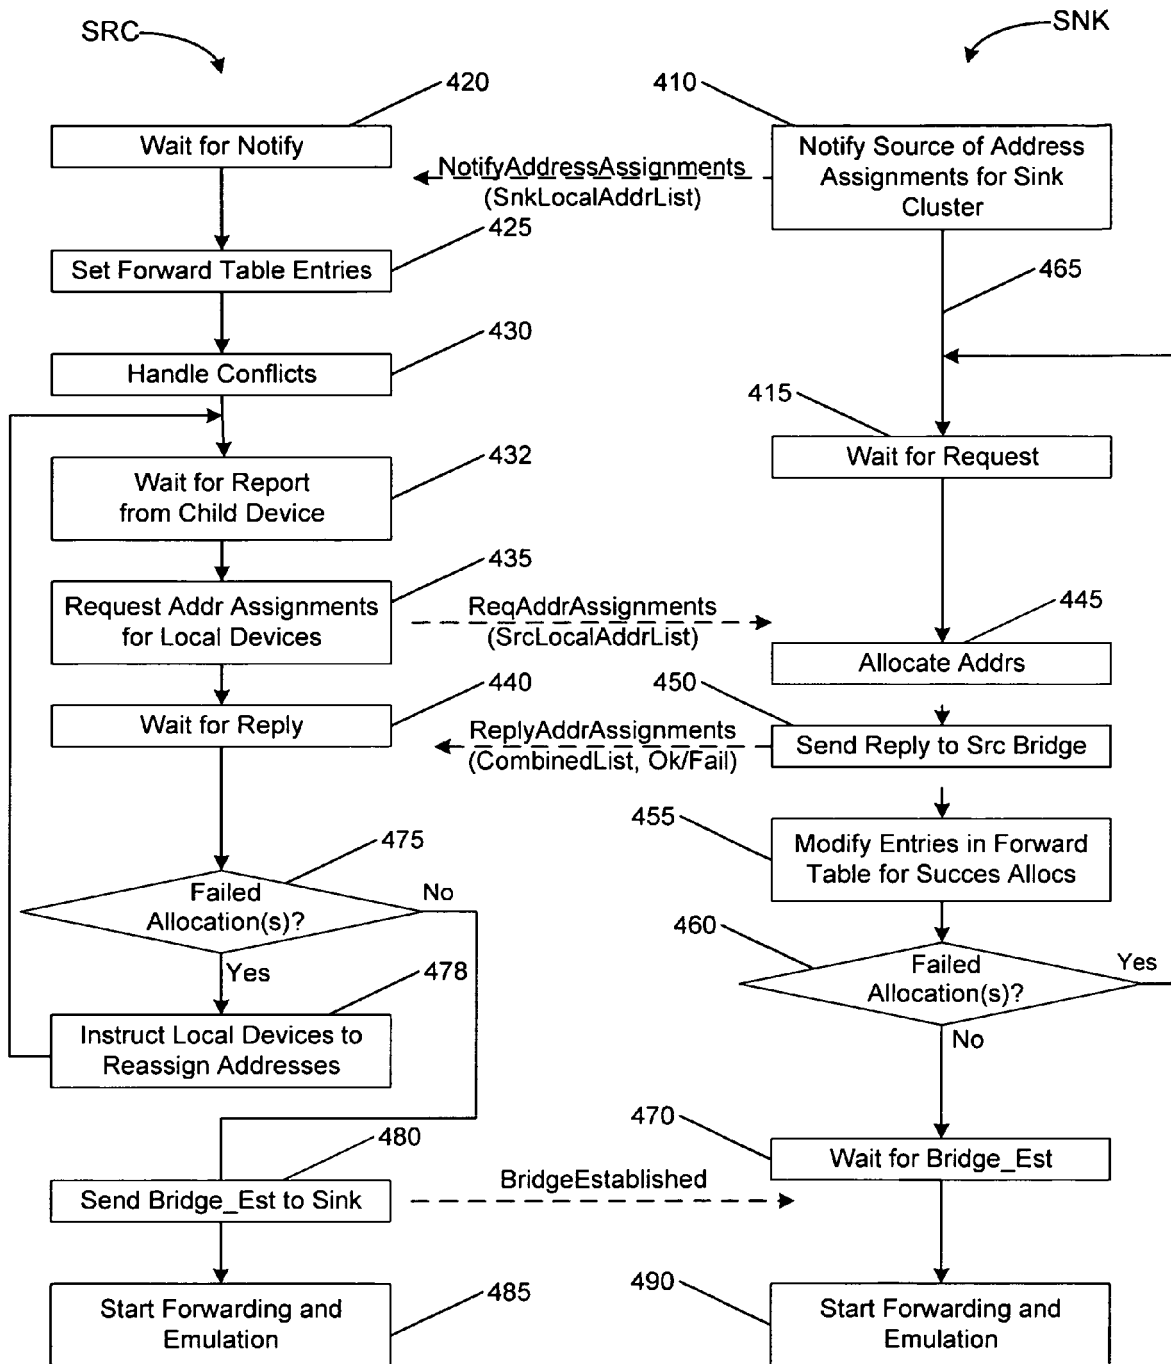 SRC
SNK
420
410
Wait for Notify
Notify Source of Address
Assignments for Sink
Cluster
NotifyAddressAssignments
(SnkLocalAddrList)
425
Set Forward Table Entries
465
430
Handle Conflicts
415
Wait for Request
432
Wait for Report
from Child Device
435
Request Addr Assignments
for Local Devices
ReqAddrAssignments
(SrcLocalAddrList)
445
Allocate Addrs
440
Wait for Reply
450
ReplyAddrAssignments
(CombinedList, Ok/Fail)
Send Reply to Src Bridge
455
Modify Entries in Forward
Table for Succes Allocs
475
Failed
Allocation(s)?
No
Yes
460
Failed
Allocation(s)?
Yes
No
478
Instruct Local Devices to
Reassign Addresses
470
Wait for Bridge_Est
480
Send Bridge_Est to Sink
BridgeEstablished
485
Start Forwarding and
Emulation
490
Start Forwarding and
Emulation